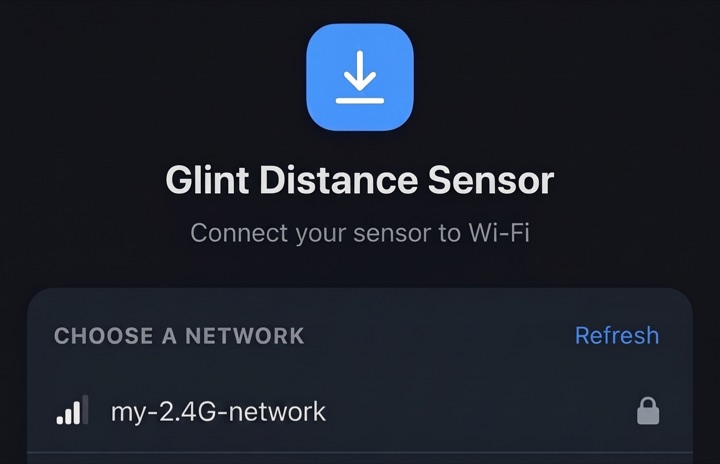 Glint Distance Sensor
Connect your sensor to Wi-Fi
CHOOSE A NETWORK Refresh
my-2.4G-network